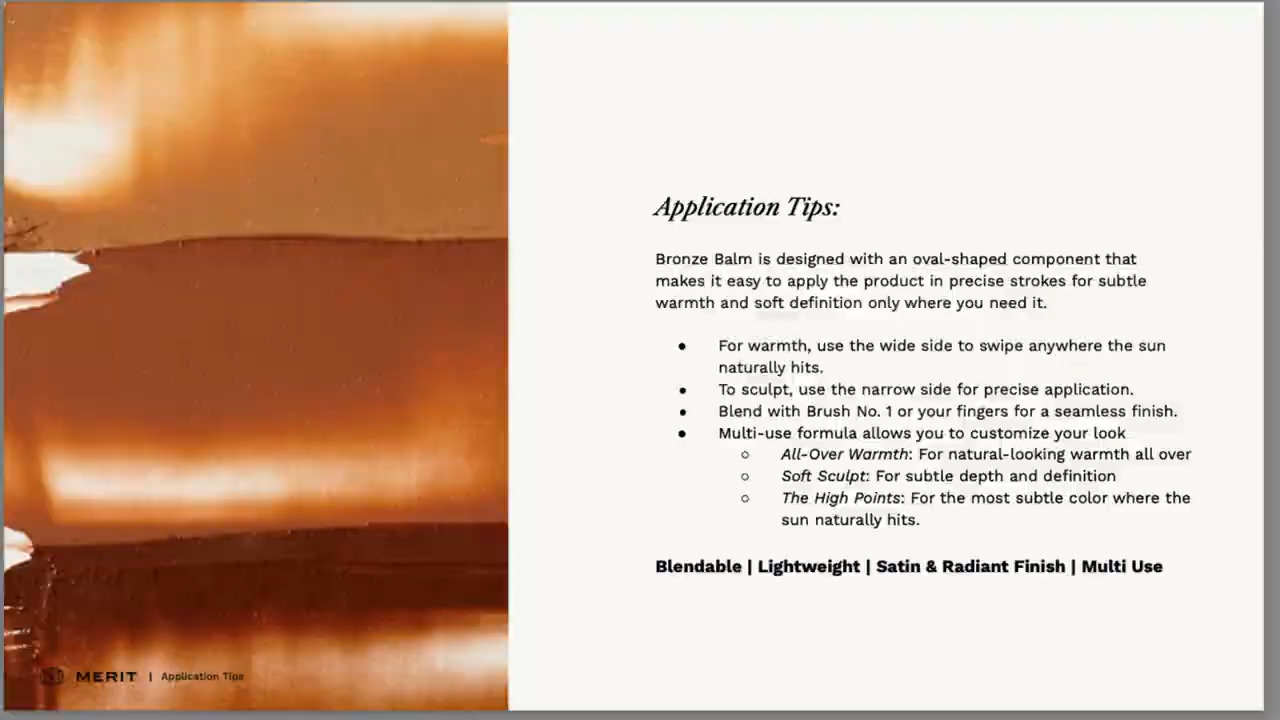 Application Tips:
Bronze Balm is designed with an oval-shaped component that
makes it easy to apply the product in precise strokes for subtle
warmth and soft definition only where you need it.
● For warmth, use the wide side to swipe anywhere the sun
naturally hits.
● To sculpt, use the narrow side for precise application.
● Blend with Brush No. 1 or your fingers for a seamless finish.
● Multi-use formula allows you to customize your look
○ All-Over Warmth: For natural-looking warmth all over
○ Soft Sculpt: For subtle depth and definition
○ The High Points: For the most subtle color where the
sun naturally hits.
Blendable | Lightweight | Satin & Radiant Finish | Multi Use
MERIT | Application Tips